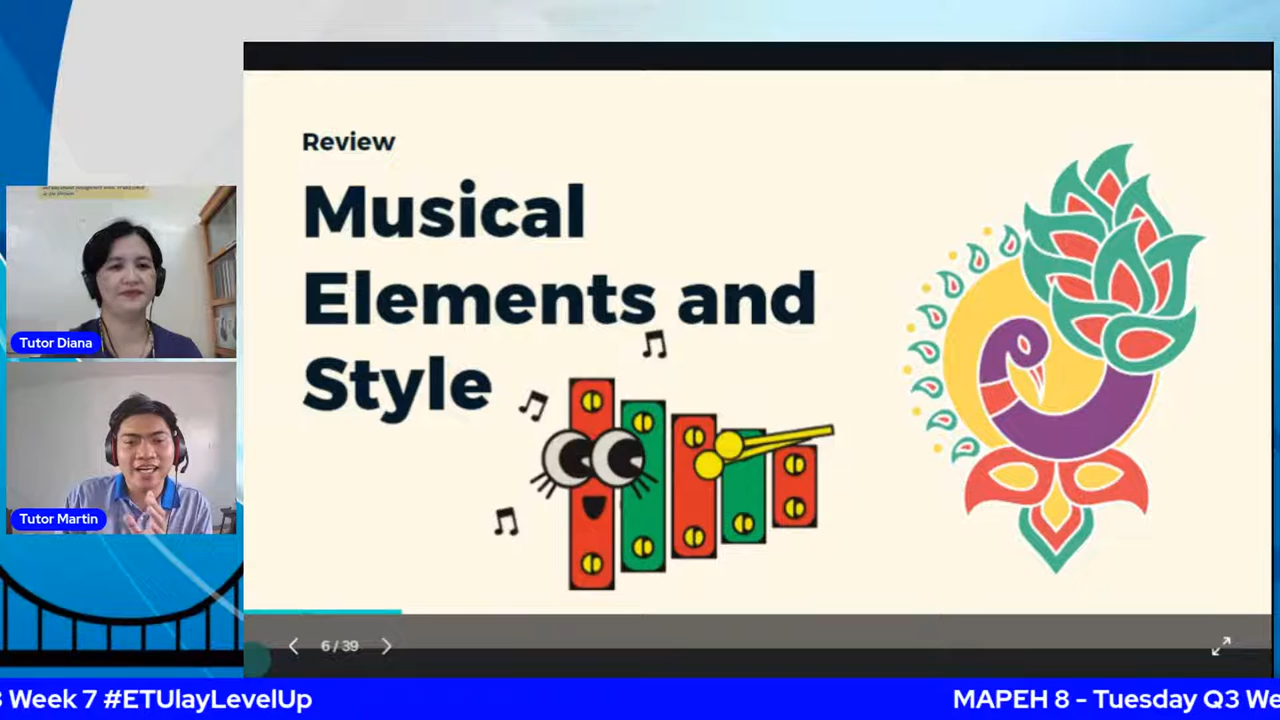 Review
Musical
Elements and
Style
Tutor Diana
Tutor Martin
6 / 39
Week 7 #ETUlayLevelUp
MAPEH 8 - Tuesday Q3 We